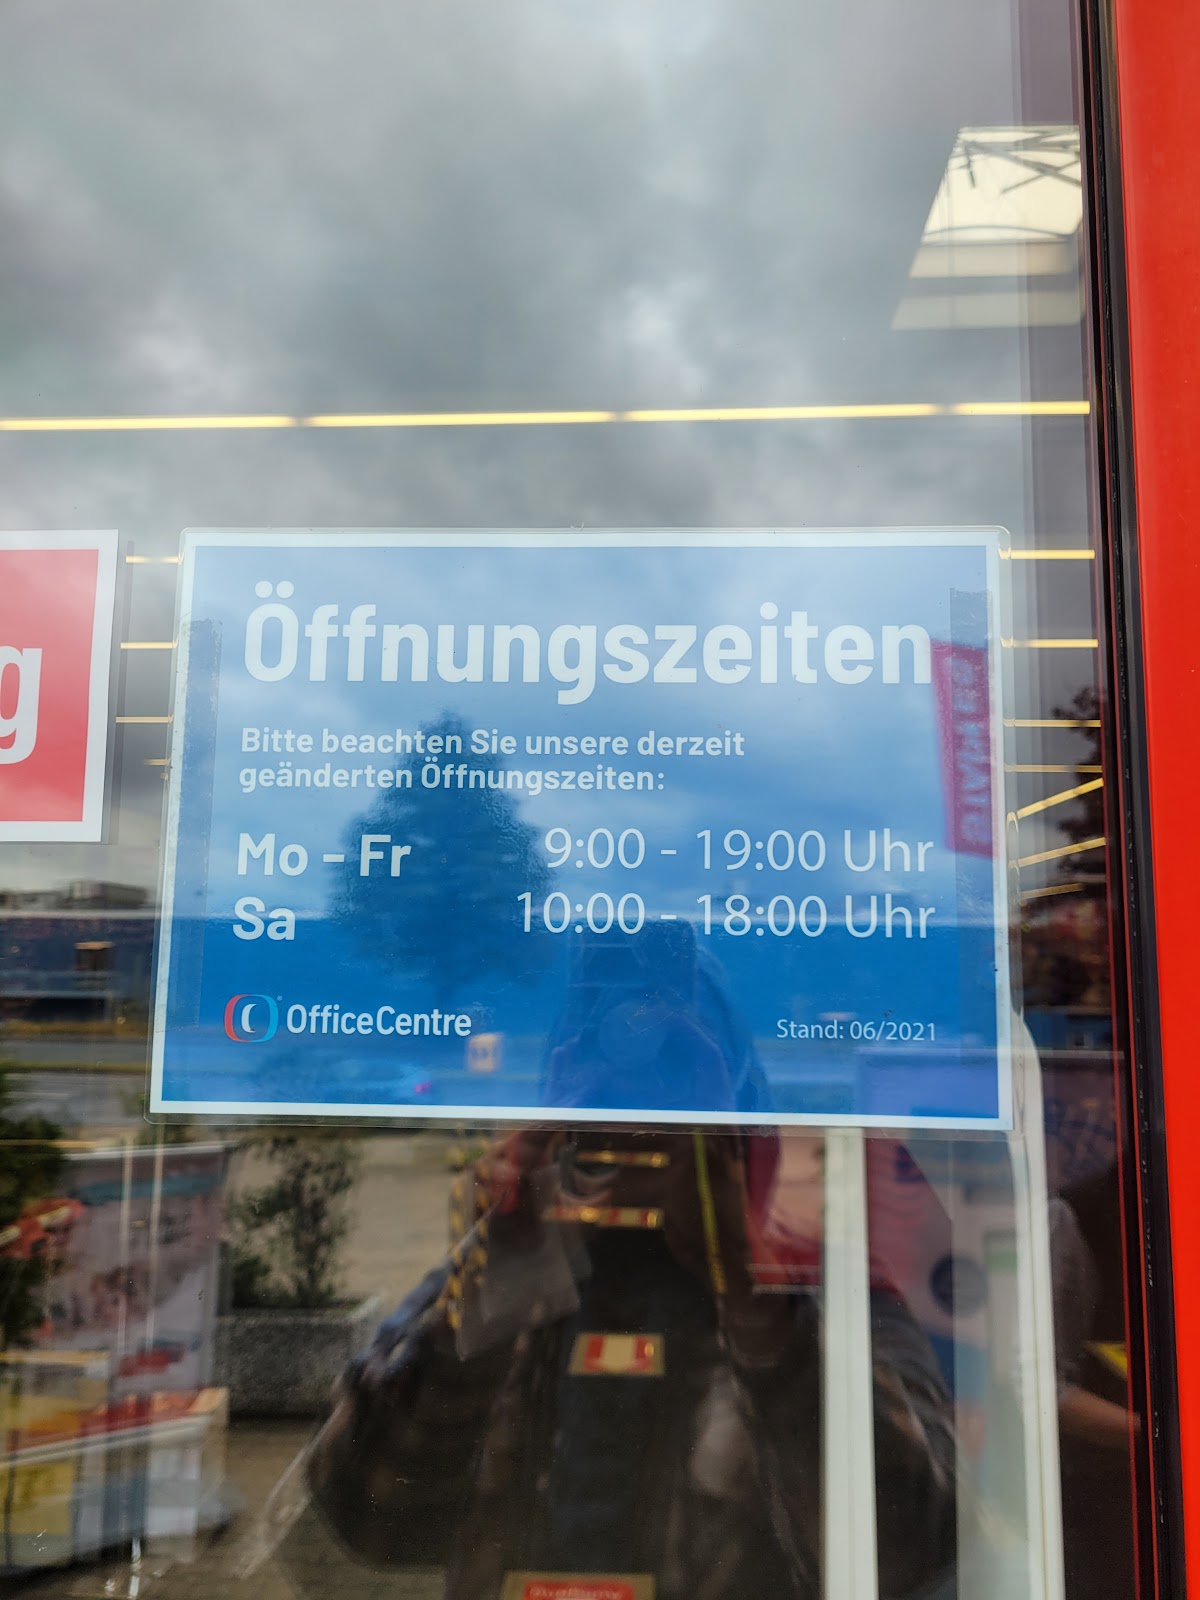 Öffnungszeiten
Bitte beachten Sie unsere derzeit
geänderten Öffnungszeiten:
Mo - Fr 9:00 - 19:00 Uhr
Sa 10:00 - 18:00 Uhr
OfficeCentre
Stand: 06/2021
g